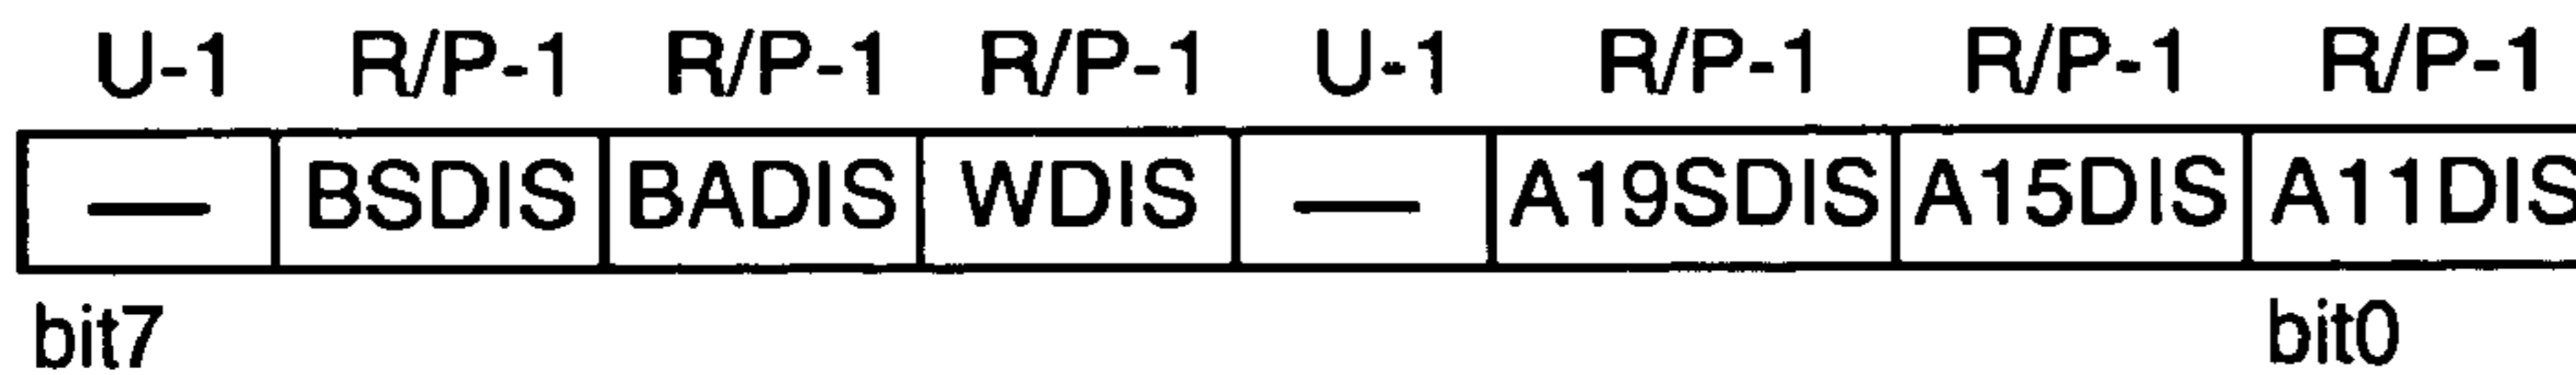 U-1 R/P-1 R/P-1 R/P-1 U-1 R/P-1 R/P-1 R/P-1
— BSDIS BADIS WDIS — A19SDIS A15DIS A11DIS
bit7 bit0